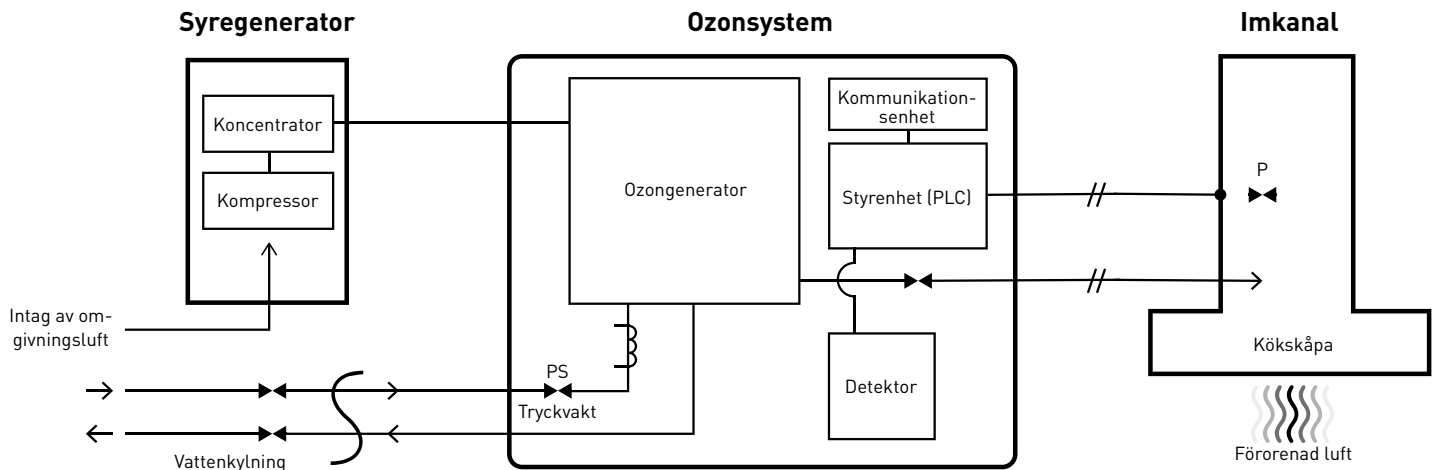 Syregenerator
Ozonsystem
Imkanal
Koncentrator
Kompressor
Intag av om-
givningsluft
Ozongenerator
Kommunikation-
senhet
Styrenhet (PLC)
P
Detektor
PS
Tryckvakt
Vattenkylning
Kökskåpa
Förorenad luft